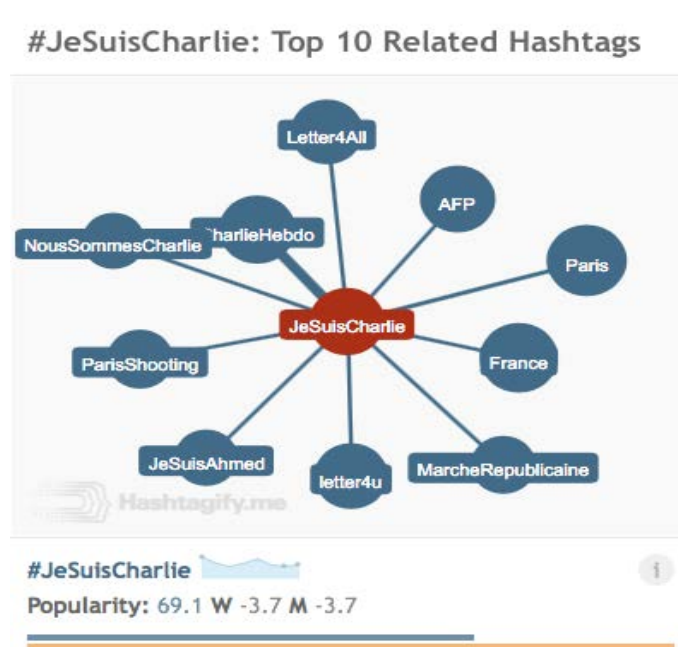 #JeSuisCharlie: Top 10 Related Hashtags
Letter4All
AFP
NousSommesCharlie
harlieHebdo
Paris
JeSuisCharlie
ParisShooting
France
JeSuisAhmed
letter4u
MarcheRepublicaine
Hashtagify.me
#JeSuisCharlie
i
Popularity: 69.1 W -3.7 M -3.7